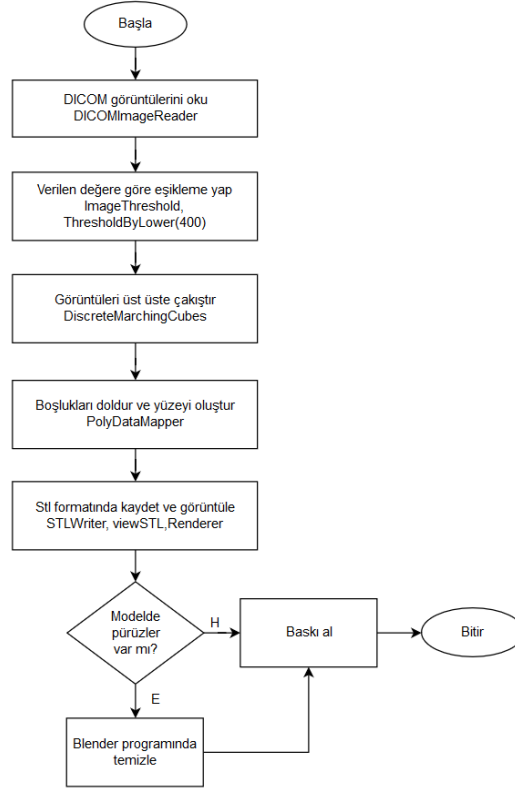 Başla
DICOM görüntülerini oku
DICOMImageReader
Verilen değere göre eşikleme yap
ImageThreshold,
ThresholdByLower(400)
Görüntüleri üst üste çakıştır
DiscreteMarchingCubes
Boşlukları doldur ve yüzeyi oluştur
PolyDataMapper
Stl formatında kaydet ve görüntüle
STLWriter, viewSTL,Renderer
Modelde
pürüzler
var mı?
H
Baskı al
Bitir
E
Blender programında
temizle